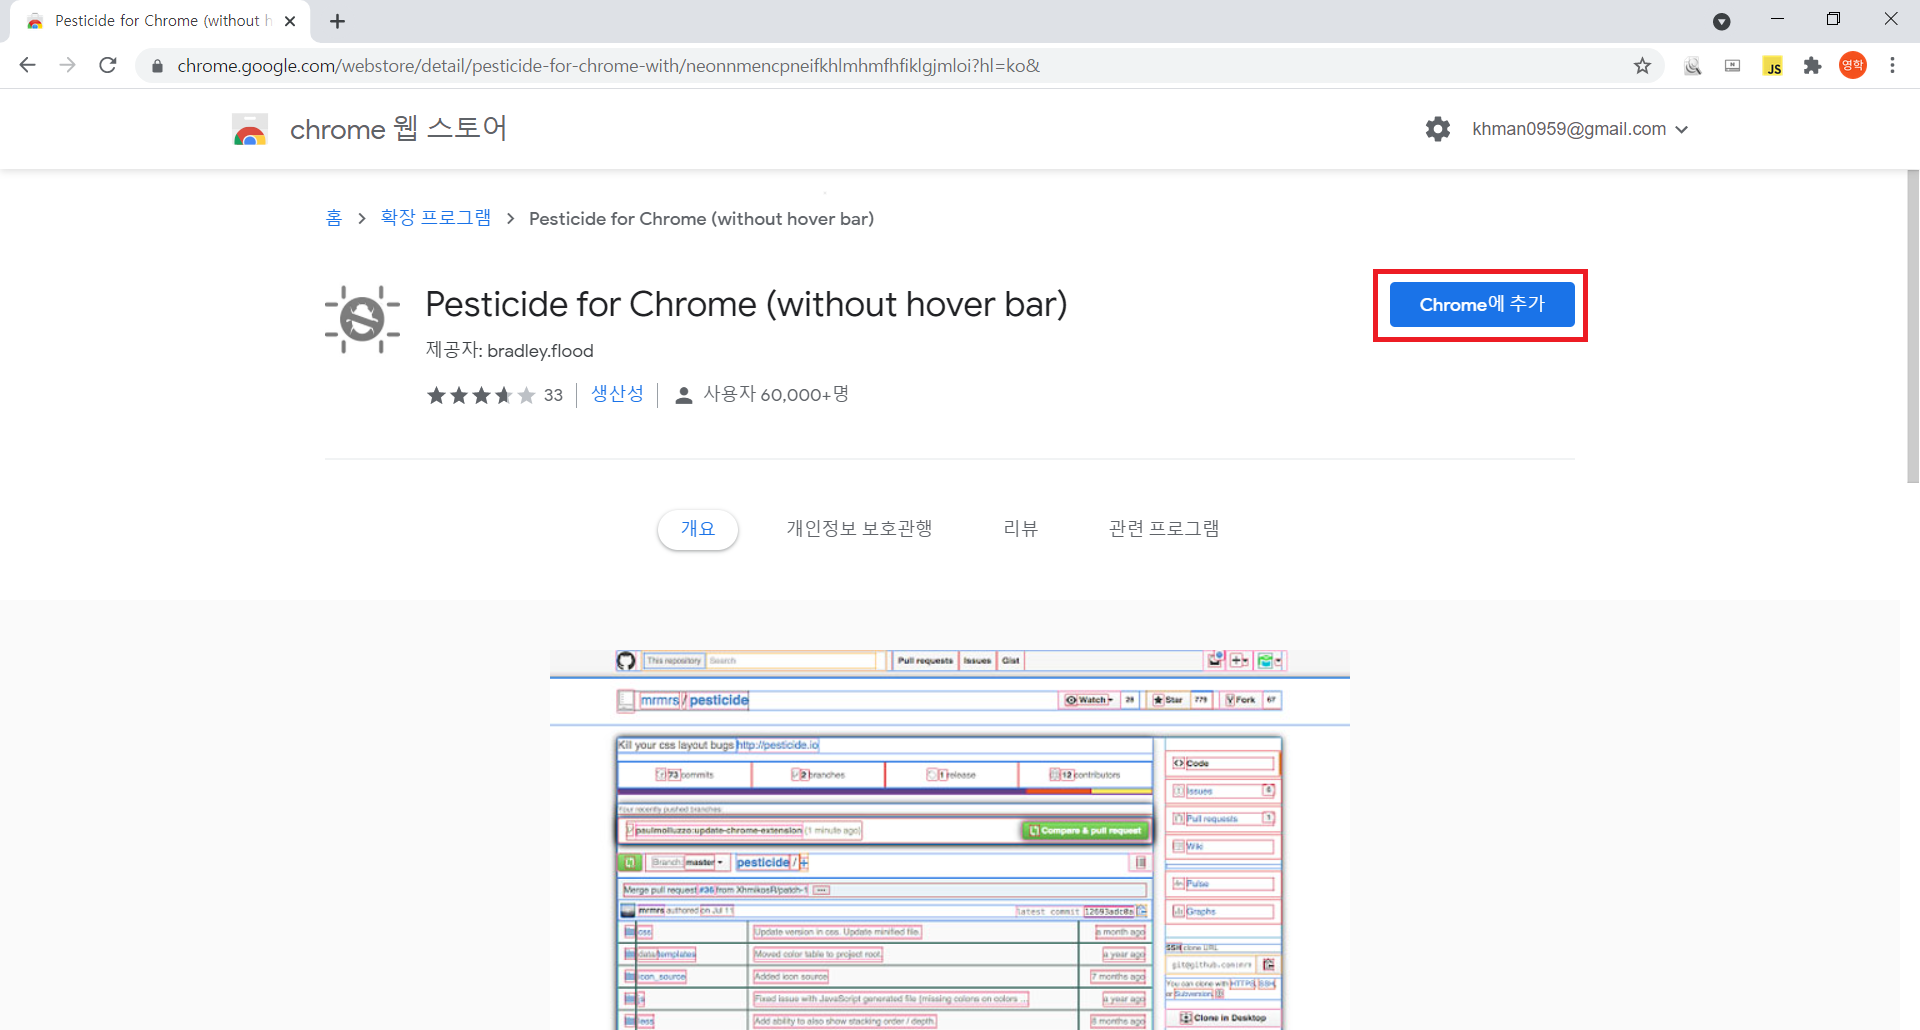 Pesticide for Chrome (without h
chrome.google.com/webstore/detail/pesticide-for-chrome-with/neonnmencpneifkhlmhmfhfiklgjmloi?hl=ko&
JS
영학
chrome 웹 스토어
khman0959@gmail.com
홈 > 확장 프로그램 > Pesticide for Chrome (without hover bar)
Pesticide for Chrome (without hover bar)
Chrome에 추가
제공자: bradley.flood
33 생산성 사용자 60,000+명
개요 개인정보 보호관행 리뷰 관련 프로그램
This repository Search Pull requests Issues Gist
mrmrs / pesticide Watch 28 Star 779 Fork 67
Kill your css layout bugs http://pesticide.io
73 commits 2 branches 1 release 12 contributors
Code
Issues 6
Your recently pushed branches:
Pull requests 1
paulmolluzzo:update-chrome-extension (1 minute ago) Compare & pull request
Wiki
Branch: master pesticide / +
Pulse
Merge pull request #36 from XhmikosR/patch-1
mrmrs authored on Jul 11 latest commit 12693adc0a
Graphs
css Update version in css. Update minified file. a month ago
SSH clone URL
data/templates Moved color table to project root. a year ago
git@github.com:mrm
icon_source Added icon source 7 months ago
You can clone with HTTPS, SSH,
or Subversion.
js Fixed issue with JavaScript generated file (missing colons on colors ... a year ago
Clone in Desktop
less Add ability to also show stacking order / depth. 8 months ago